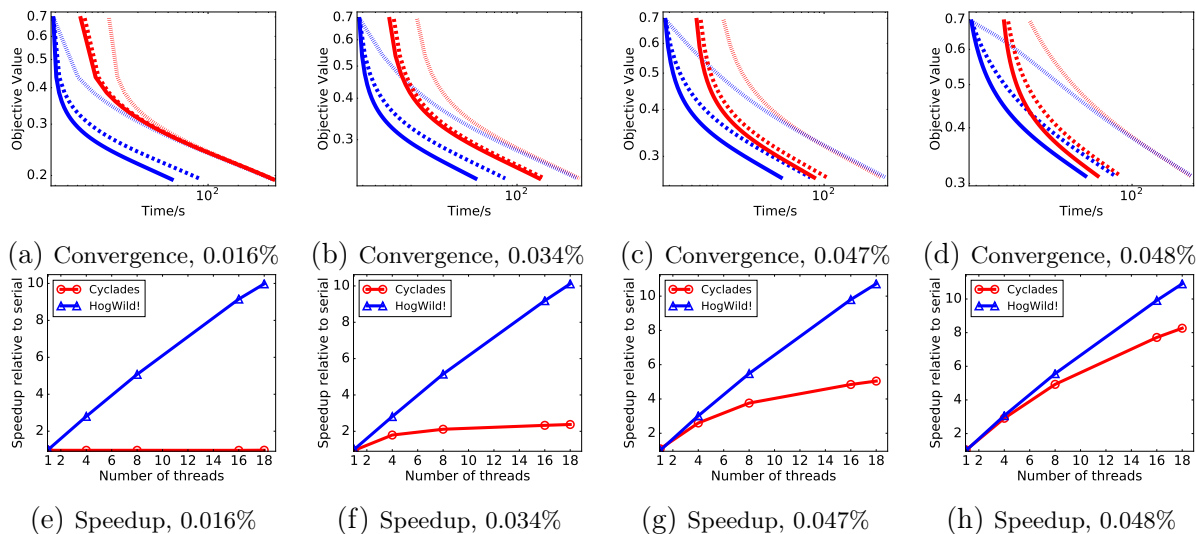 0.7
0.6
0.5
0.4
0.3
0.2
Objective Value
10²
Time/s
0.7
0.6
0.5
0.4
0.3
Objective Value
10²
Time/s
0.7
0.6
0.5
0.4
0.3
Objective Value
10²
Time/s
0.7
0.6
0.5
0.4
0.3
Objective Value
10²
Time/s
(a) Convergence, 0.016%
(b) Convergence, 0.034%
(c) Convergence, 0.047%
(d) Convergence, 0.048%
10
8
6
4
2
Speedup relative to serial
Cyclades
HogWild!
1 2 4 6 8 10 12 14 16 18
Number of threads
10
8
6
4
2
Speedup relative to serial
Cyclades
HogWild!
1 2 4 6 8 10 12 14 16 18
Number of threads
10
8
6
4
2
Speedup relative to serial
Cyclades
HogWild!
1 2 4 6 8 10 12 14 16 18
Number of threads
10
8
6
4
2
Speedup relative to serial
Cyclades
HogWild!
1 2 4 6 8 10 12 14 16 18
Number of threads
(e) Speedup, 0.016%
(f) Speedup, 0.034%
(g) Speedup, 0.047%
(h) Speedup, 0.048%